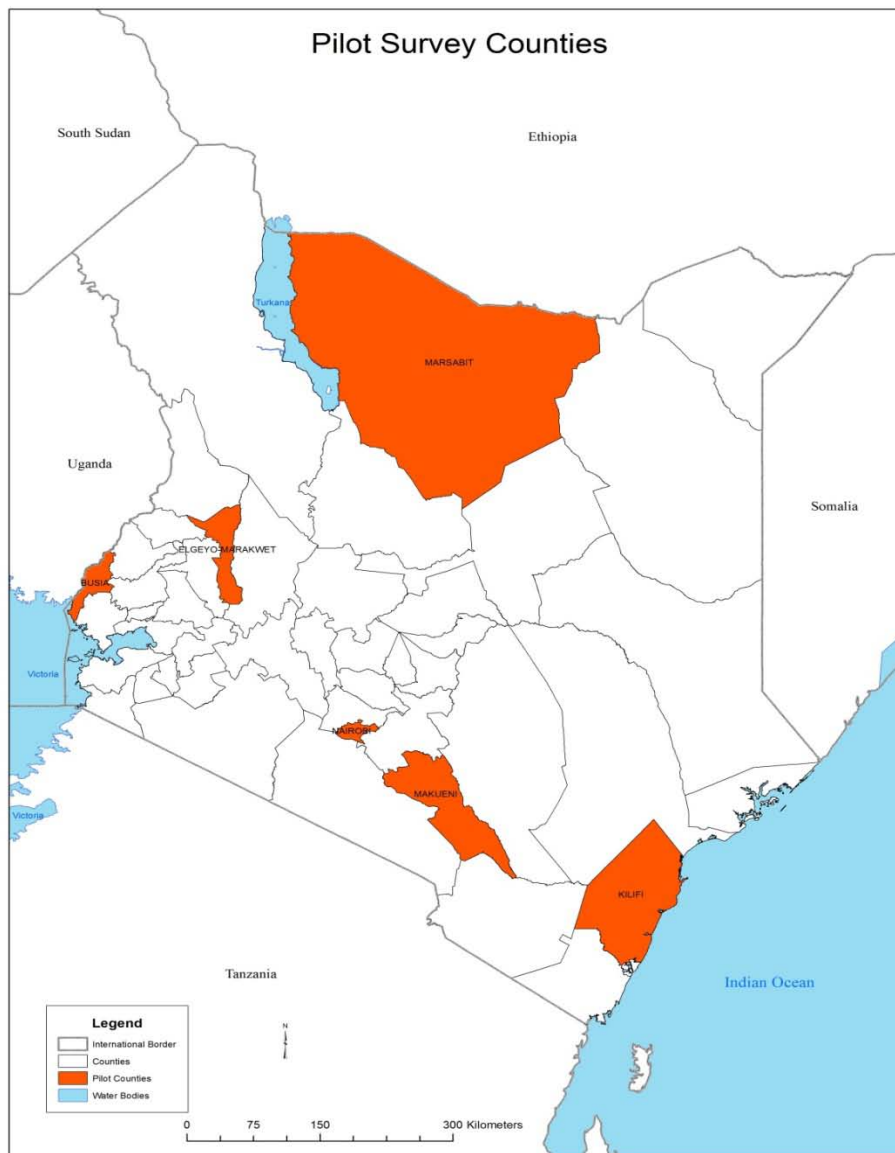 Pilot Survey Counties
South Sudan
Ethiopia
Turkana
MARSABIT
Uganda
Somalia
ELGEYO-MARAKWET
BUSIA
Victoria
NAIROBI
MAKUENI
Victoria
KILIFI
Tanzania
Indian Ocean
Legend
International Border
Counties
Pilot Counties
Water Bodies
N
0 75 150 300 Kilometers